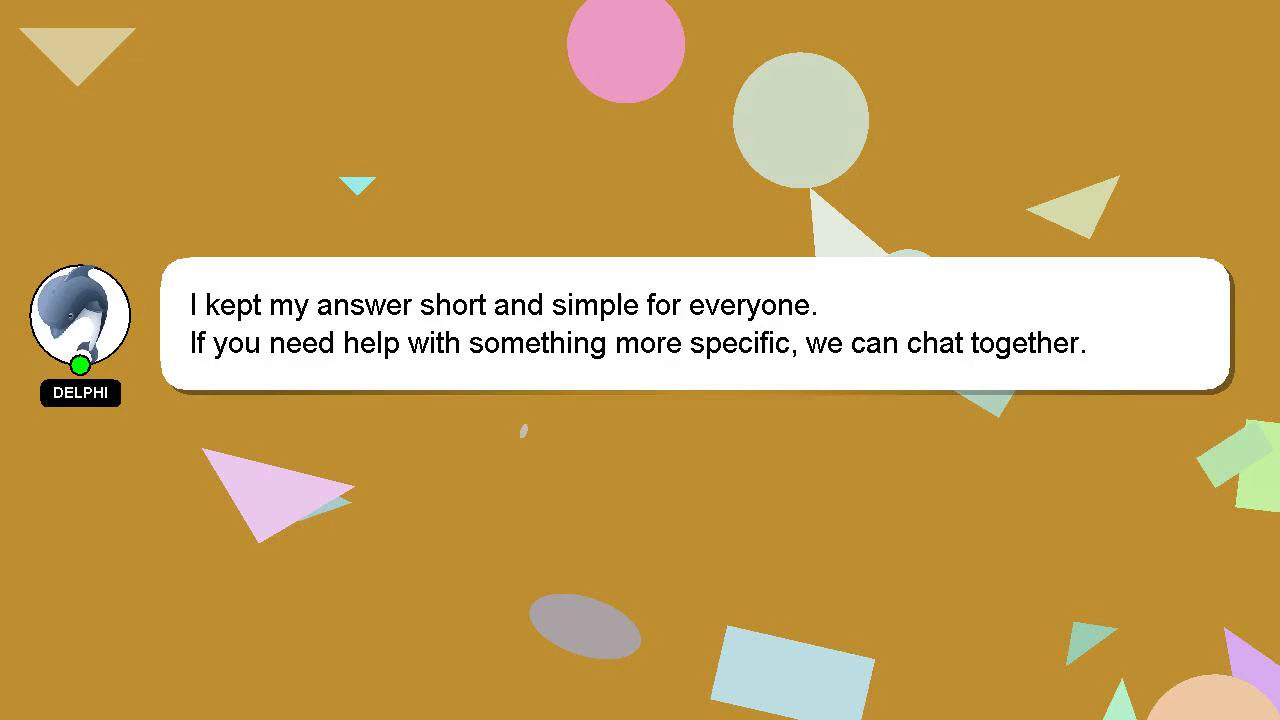 I kept my answer short and simple for everyone.
If you need help with something more specific, we can chat together.
DELPHI